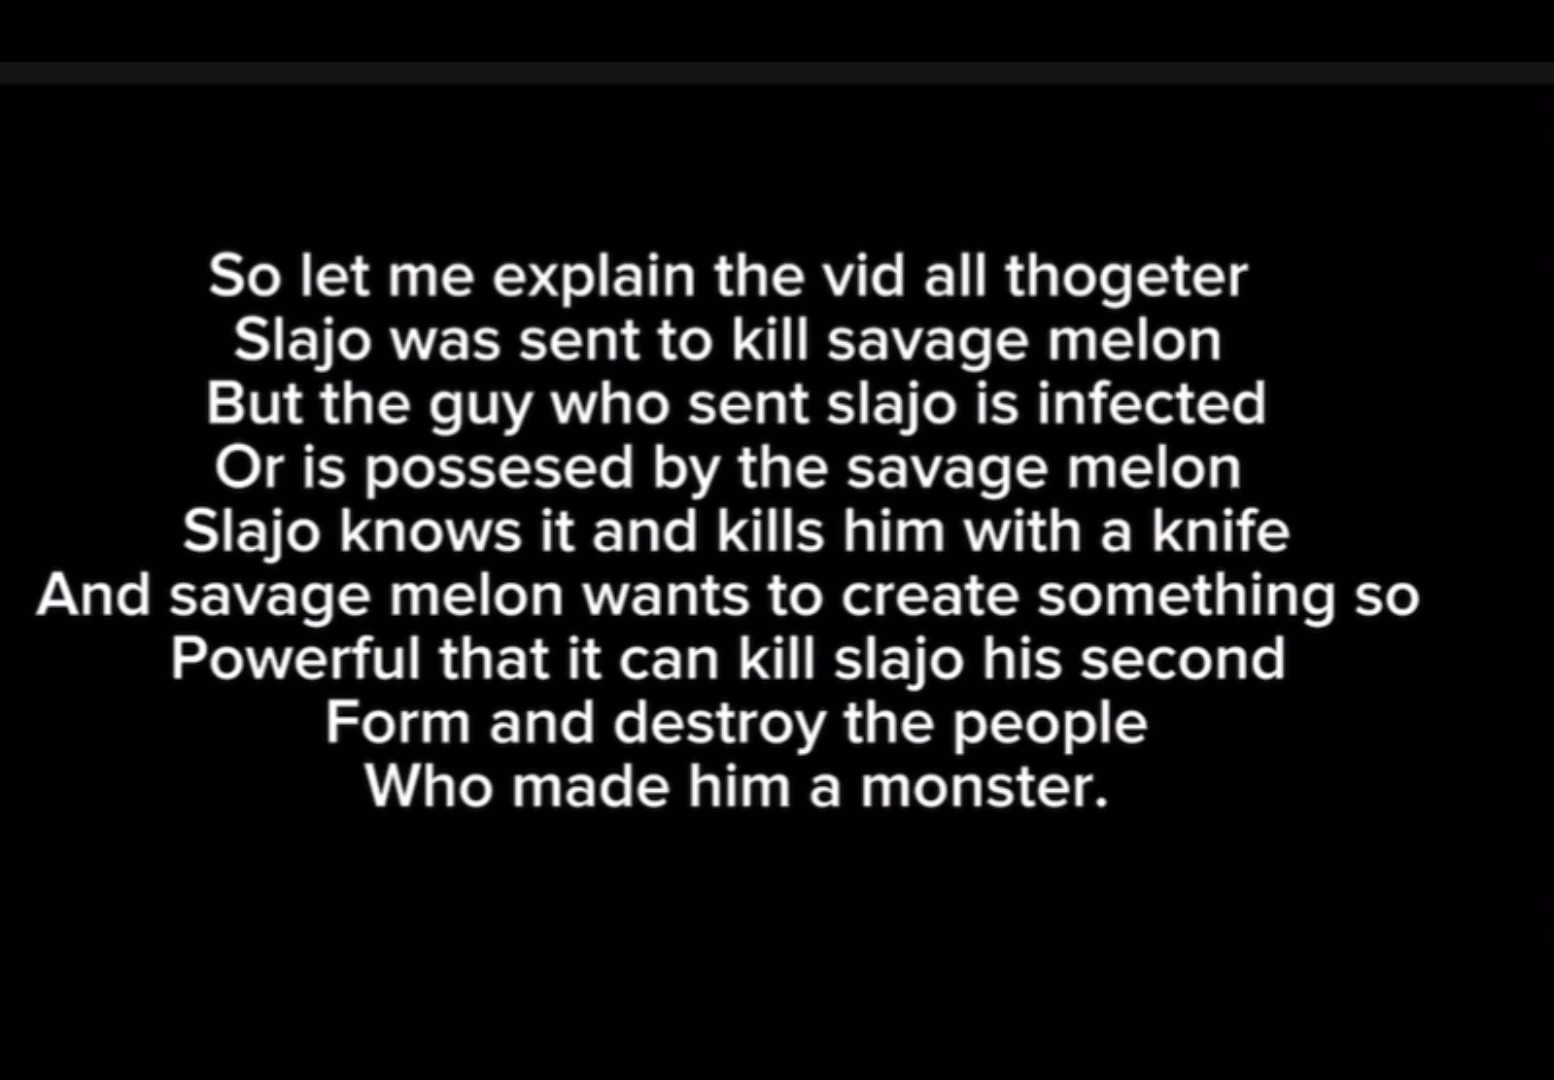 So let me explain the vid all thogeter
Slajo was sent to kill savage melon
But the guy who sent slajo is infected
Or is possesed by the savage melon
Slajo knows it and kills him with a knife
And savage melon wants to create something so
Powerful that it can kill slajo his second
Form and destroy the people
Who made him a monster.